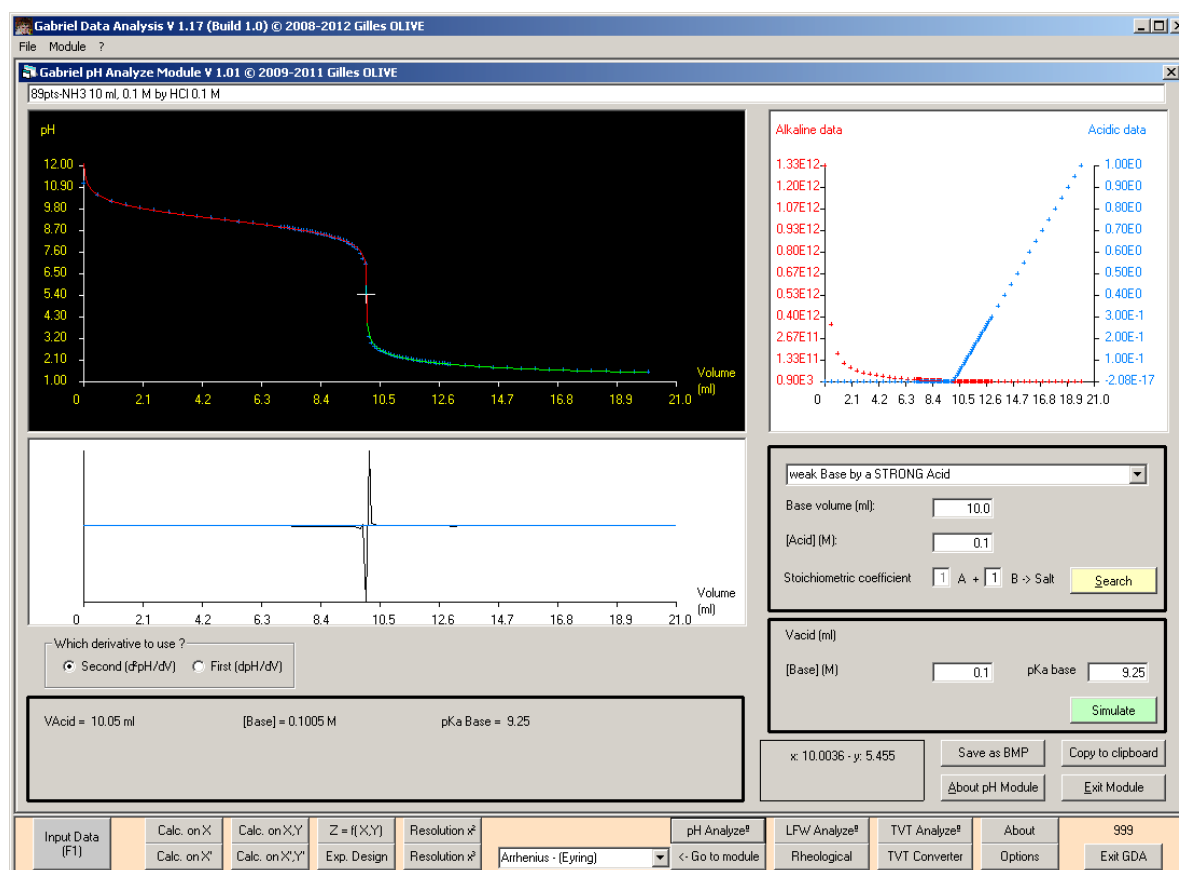 Gabriel Data Analysis V 1.17 (Build 1.0) © 2008-2012 Gilles OLIVE
File Module ?
Gabriel pH Analyze Module V 1.01 © 2009-2011 Gilles OLIVE
89pts-NH3 10 ml, 0.1 M by HCl 0.1 M
pH
12.00
10.90
9.80
8.70
7.60
6.50
5.40
4.30
3.20
2.10
1.00
Volume
(ml)
0 2.1 4.2 6.3 8.4 10.5 12.6 14.7 16.8 18.9 21.0
Alkaline data Acidic data
1.33E12 1.00E0
1.20E12 0.90E0
1.07E12 0.80E0
0.93E12 0.70E0
0.80E12 0.60E0
0.67E12 0.50E0
0.53E12 0.40E0
0.40E12 3.00E-1
2.67E11 2.00E-1
1.33E11 1.00E-1
0.90E3 -2.08E-17
0 2.1 4.2 6.3 8.4 10.5 12.6 14.7 16.8 18.9 21.0
Volume
(ml)
0 2.1 4.2 6.3 8.4 10.5 12.6 14.7 16.8 18.9 21.0
weak Base by a STRONG Acid
Base volume (ml): 10.0
[Acid] (M): 0.1
Stoichiometric coefficient 1 A + 1 B -> Salt Search
Which derivative to use ?
Second (d²pH/dV) First (dpH/dV)
Vacid (ml)
[Base] (M) 0.1 pKa base 9.25
Simulate
VAcid = 10.05 ml [Base] = 0.1005 M pKa Base = 9.25
x: 10.0036 - y: 5.455
Save as BMP Copy to clipboard
About pH Module Exit Module
Input Data
(F1)
Calc. on X Calc. on X,Y Z = f(X,Y) Resolution x² pH Analyzeª LFW Analyzeª TVT Analyzeª About 999
Calc. on X' Calc. on X',Y' Exp. Design Resolution x³ Arrhenius - (Eyring) <- Go to module Rheological TVT Converter Options Exit GDA